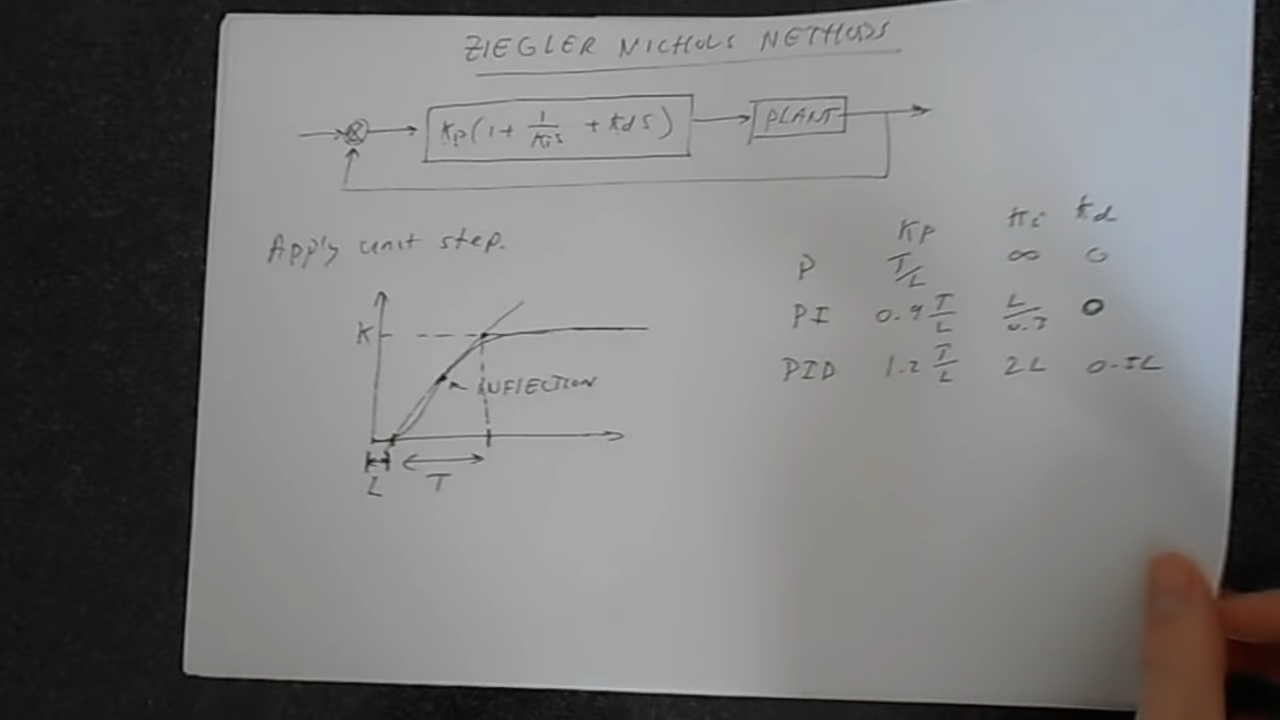 ZIEGLER NICHOLS NETHODS
Kp(1 + 1/Kis + Kds)
PLANT
Apply unit step.
K
INFLECTION
L
T
Kp Ki Kd
P T/L ∞ 0
PI 0.9 T/L L/0.3 0
PID 1.2 T/L 2L 0.5L